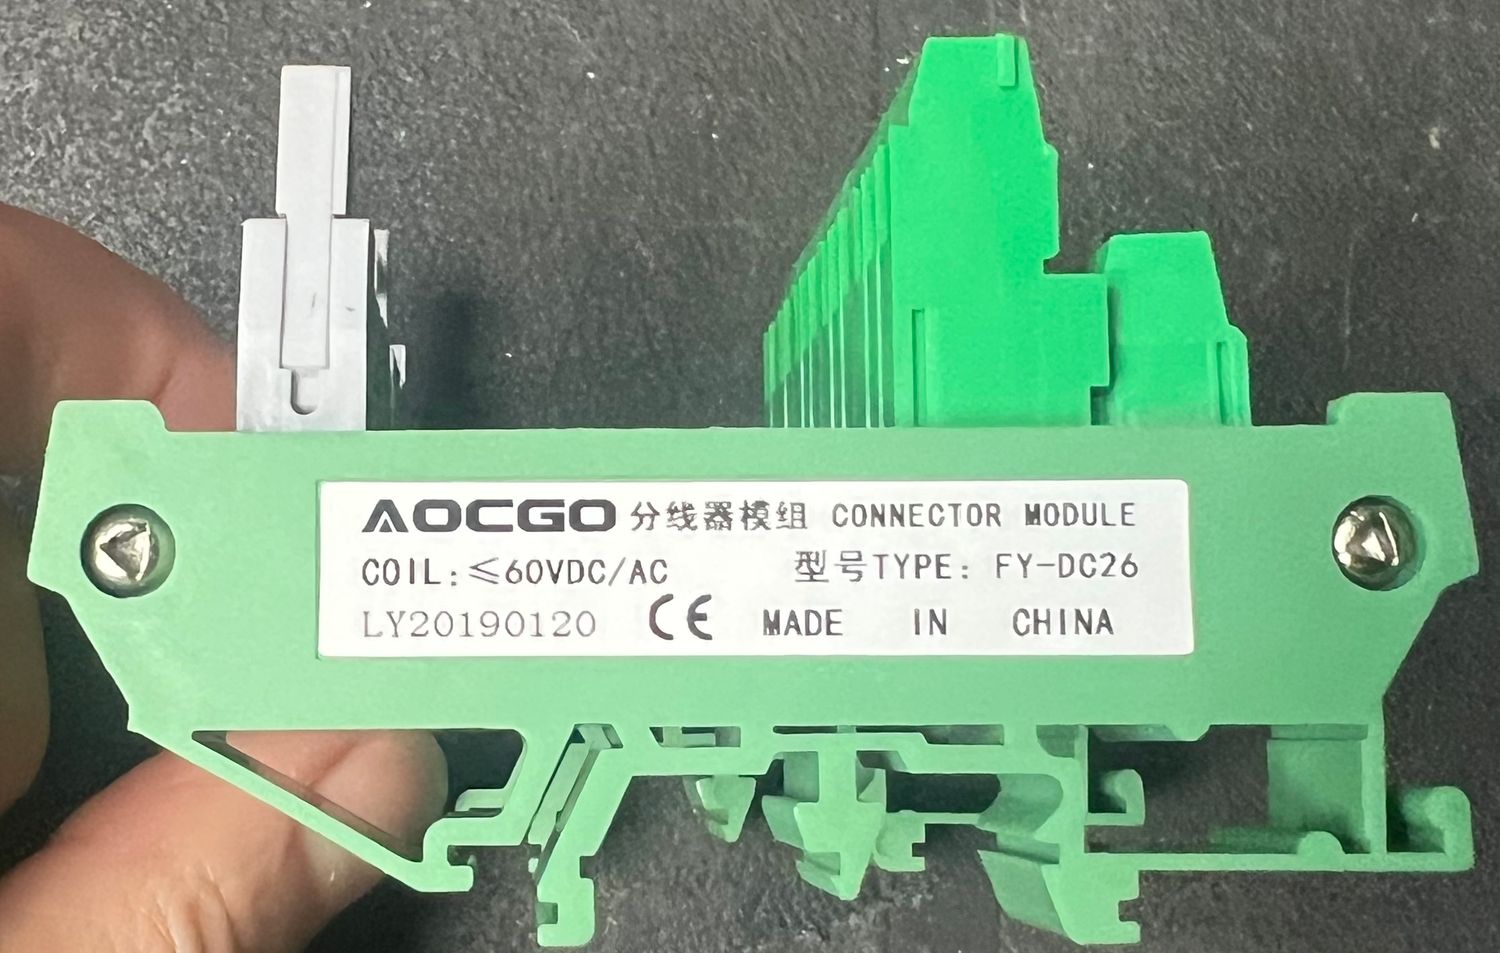 AOCGO 分线器模组 CONNECTOR MODULE
COIL:≤60VDC/AC 型号TYPE: FY-DC26
LY20190120 CE MADE IN CHINA